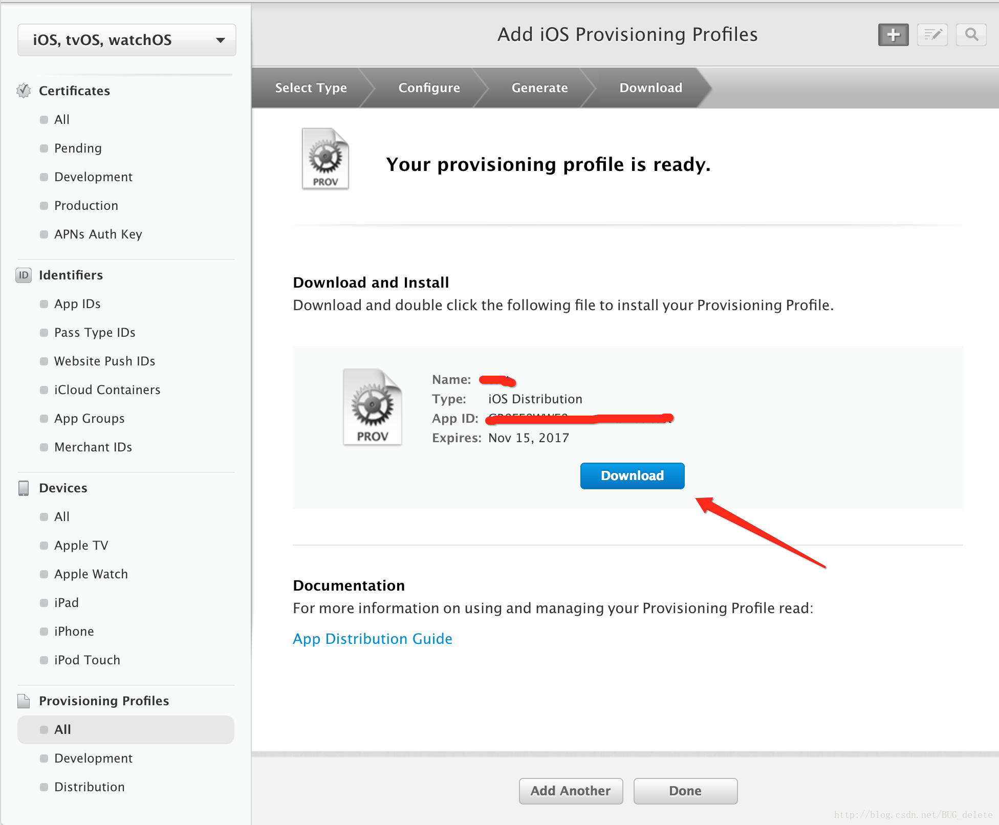 iOS, tvOS, watchOS
Add iOS Provisioning Profiles
Select Type
Configure
Generate
Download
Certificates
All
Pending
Development
Production
APNs Auth Key
ID
Identifiers
App IDs
Pass Type IDs
Website Push IDs
iCloud Containers
App Groups
Merchant IDs
Devices
All
Apple TV
Apple Watch
iPad
iPhone
iPod Touch
Provisioning Profiles
All
Development
Distribution
PROV
Your provisioning profile is ready.
Download and Install
Download and double click the following file to install your Provisioning Profile.
PROV
Name:
Type: iOS Distribution
App ID:
Expires: Nov 15, 2017
Download
Documentation
For more information on using and managing your Provisioning Profile read:
App Distribution Guide
Add Another
Done
http://blog.csdn.net/BUG_delete